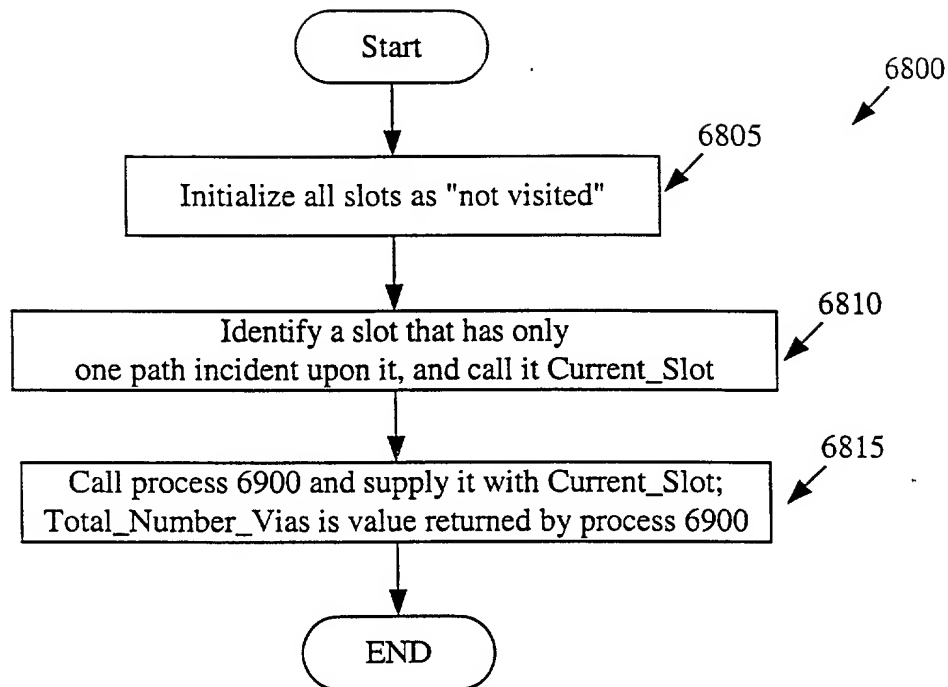 Start
6800
6805
Initialize all slots as "not visited"
6810
Identify a slot that has only
one path incident upon it, and call it Current_Slot
6815
Call process 6900 and supply it with Current_Slot;
Total_Number_Vias is value returned by process 6900
END